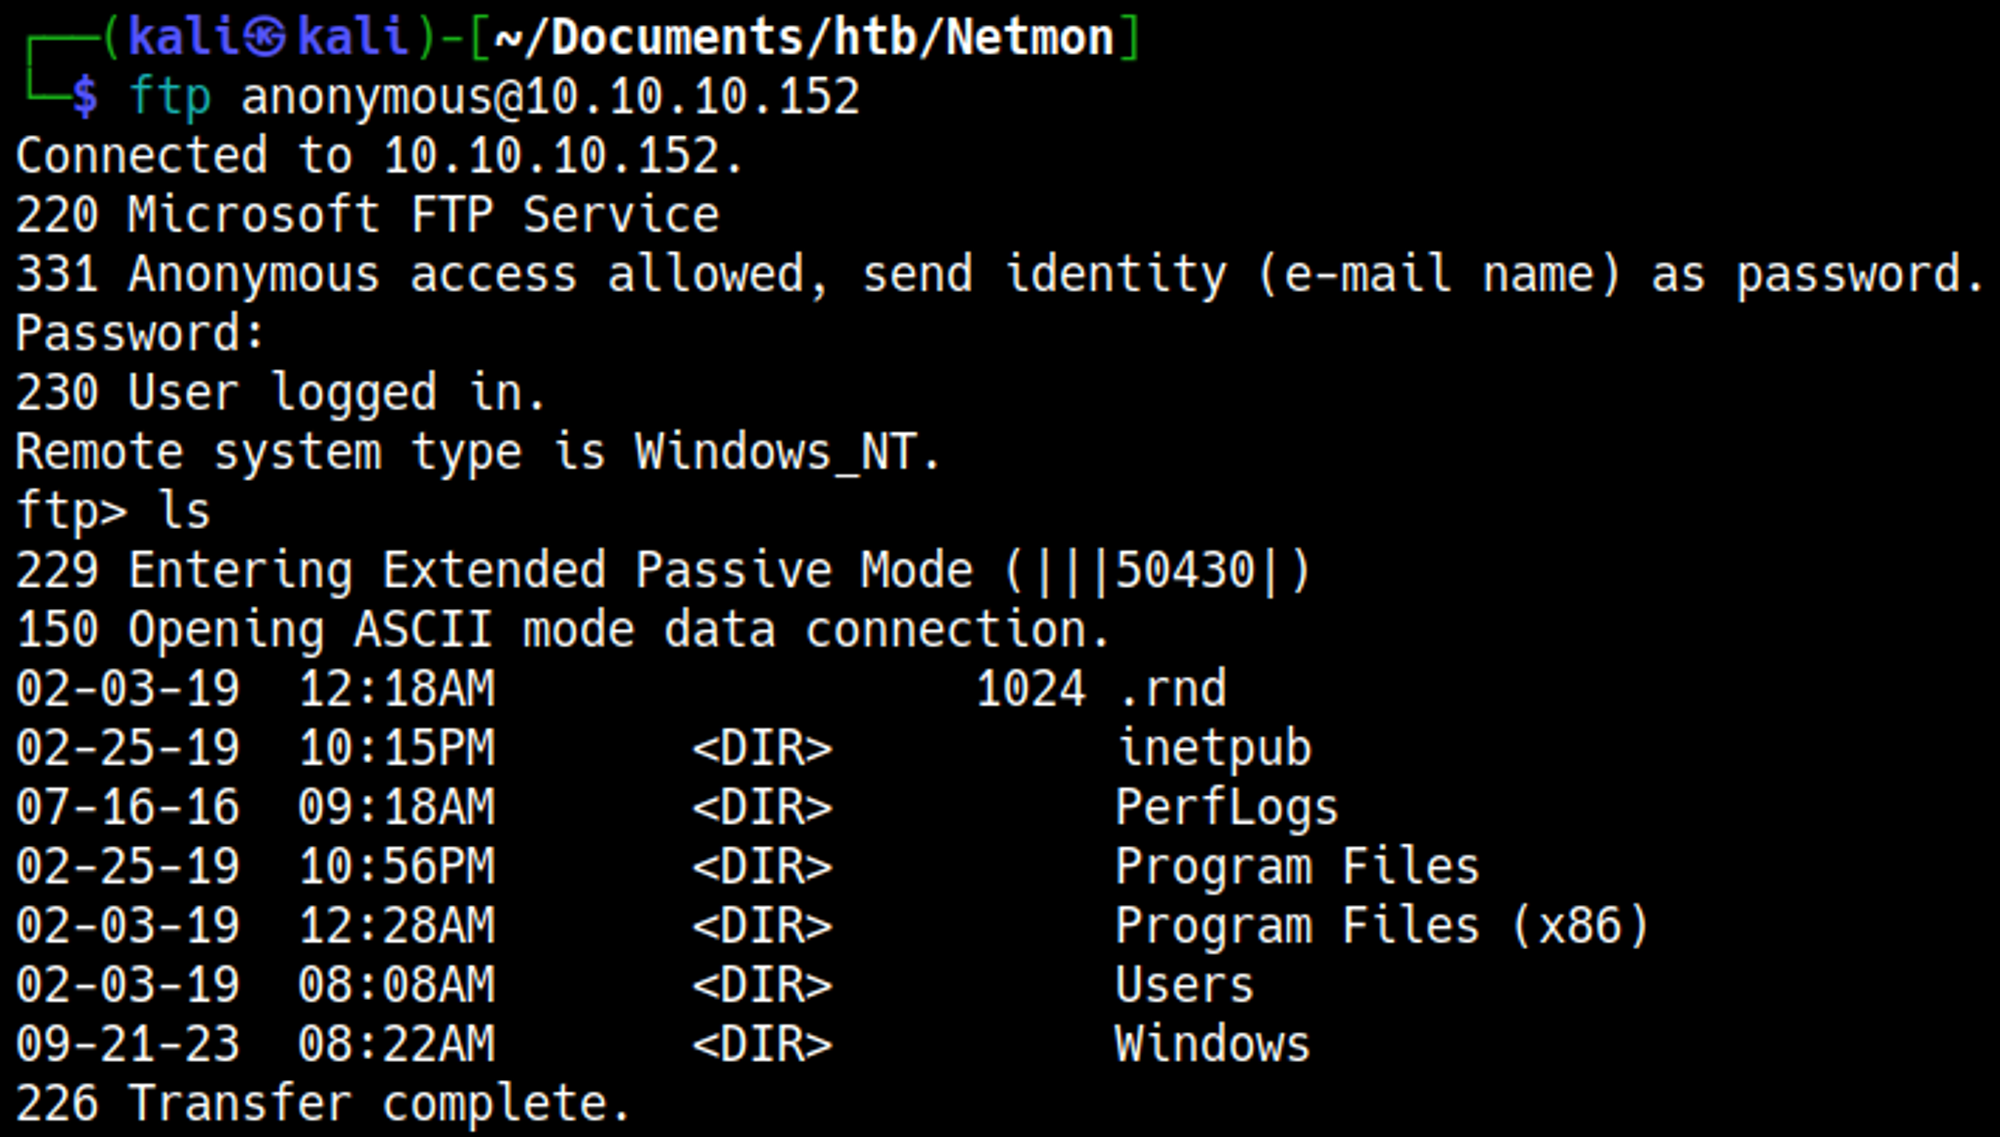 ┌──(kali㉿kali)-[~/Documents/htb/Netmon]
└─$ ftp anonymous@10.10.10.152
Connected to 10.10.10.152.
220 Microsoft FTP Service
331 Anonymous access allowed, send identity (e-mail name) as password.
Password:
230 User logged in.
Remote system type is Windows_NT.
ftp> ls
229 Entering Extended Passive Mode (|||50430|)
150 Opening ASCII mode data connection.
02-03-19  12:18AM                 1024 .rnd
02-25-19  10:15PM       <DIR>          inetpub
07-16-16  09:18AM       <DIR>          PerfLogs
02-25-19  10:56PM       <DIR>          Program Files
02-03-19  12:28AM       <DIR>          Program Files (x86)
02-03-19  08:08AM       <DIR>          Users
09-21-23  08:22AM       <DIR>          Windows
226 Transfer complete.